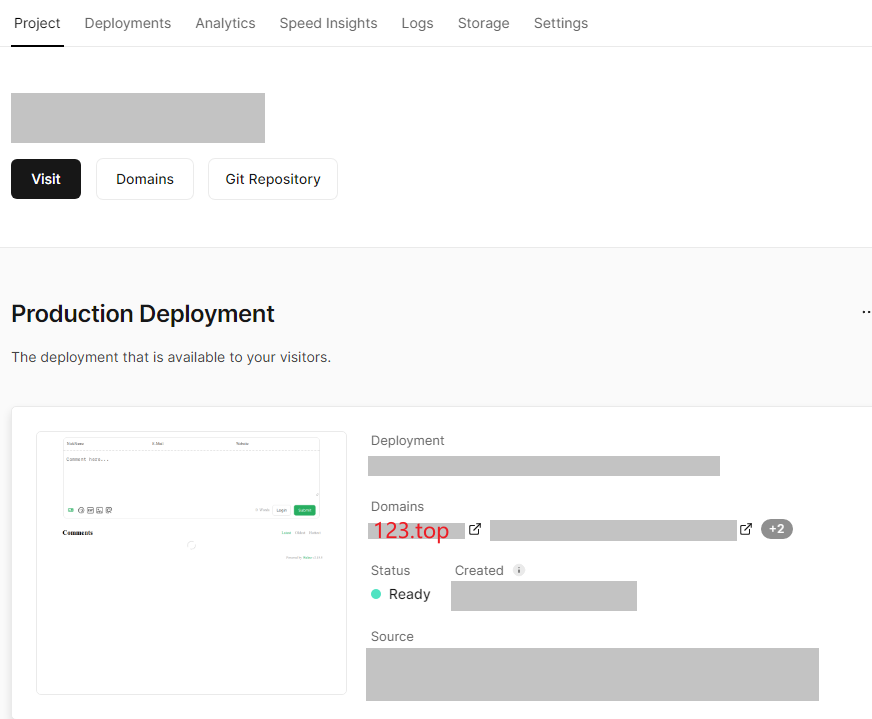 Project Deployments Analytics Speed Insights Logs Storage Settings
Visit Domains Git Repository
Production Deployment
The deployment that is available to your visitors.
Deployment
Domains
123.top +2
Status Created
Ready
Source
NickName E-Mail Website
Comment here...
Login Submit
Comments